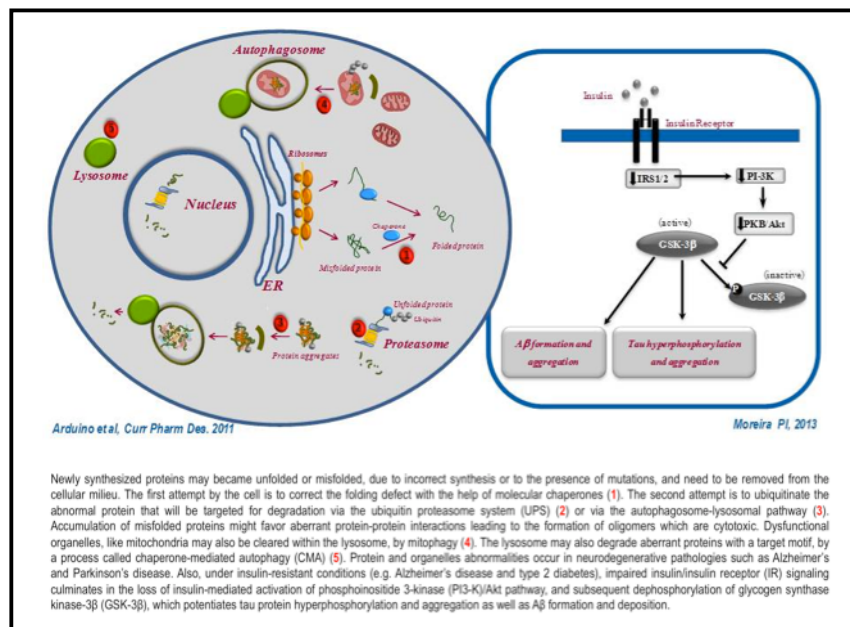 Autophagosome
4
3
Lysosome
Nucleus
Ribosomes
Chaperone
Folded protein
1
Misfolded protein
ER
Unfolded protein
Ubiquitin
2
Proteasome
3
Protein aggregates
Insulin
Insulin Receptor
IRS1/2
PI-3K
PKB/Akt
(active)
GSK-3β
(inactive)
P
GSK-3β
Aβ formation and
aggregation
Tau hyperphosphorylation
and aggregation
Arduino et al, Curr Pharm Des. 2011
Moreira PI, 2013
Newly synthesized proteins may became unfolded or misfolded, due to incorrect synthesis or to the presence of mutations, and need to be removed from the
cellular milieu. The first attempt by the cell is to correct the folding defect with the help of molecular chaperones (1). The second attempt is to ubiquitinate the
abnormal protein that will be targeted for degradation via the ubiquitin proteasome system (UPS) (2) or via the autophagosome-lysosomal pathway (3).
Accumulation of misfolded proteins might favor aberrant protein-protein interactions leading to the formation of oligomers which are cytotoxic. Dysfunctional
organelles, like mitochondria may also be cleared within the lysosome, by mitophagy (4). The lysosome may also degrade aberrant proteins with a target motif, by
a process called chaperone-mediated autophagy (CMA) (5). Protein and organelles abnormalities occur in neurodegenerative pathologies such as Alzheimer's
and Parkinson's disease. Also, under insulin-resistant conditions (e.g. Alzheimer's disease and type 2 diabetes), impaired insulin/insulin receptor (IR) signaling
culminates in the loss of insulin-mediated activation of phosphoinositide 3-kinase (PI3-K)/Akt pathway, and subsequent dephosphorylation of glycogen synthase
kinase-3β (GSK-3β), which potentiates tau protein hyperphosphorylation and aggregation as well as Aβ formation and deposition.